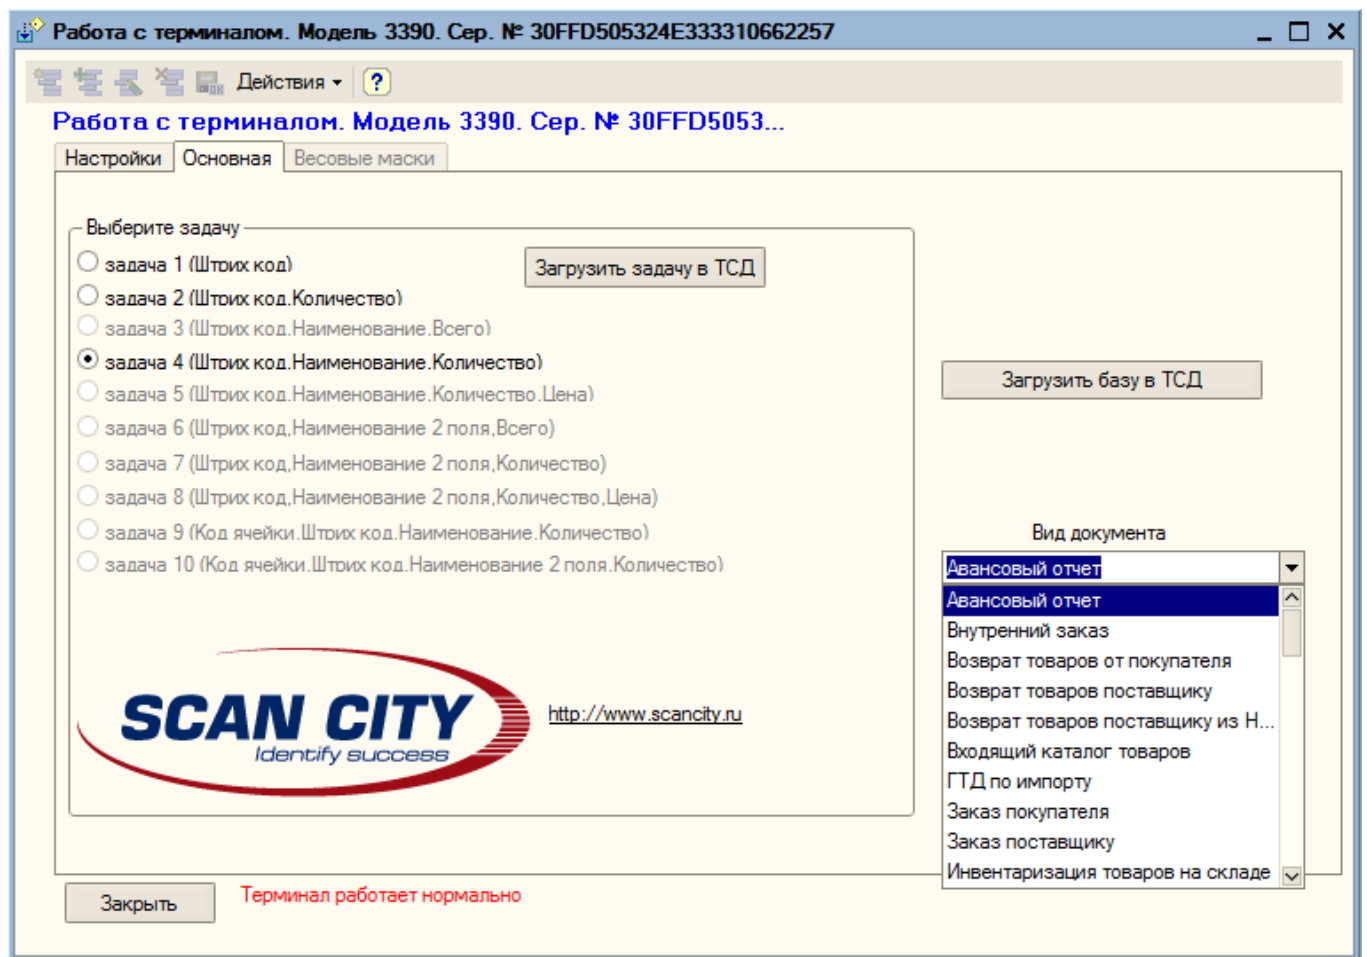 Работа с терминалом. Модель 3390. Сер. № 30FFD505324E333310662257
Действия
?
Работа с терминалом. Модель 3390. Сер. № 30FFD5053...
Настройки Основная Весовые маски
Выберите задачу
задача 1 (Штрих код)
Загрузить задачу в ТСД
задача 2 (Штрих код.Количество)
задача 3 (Штрих код.Наименование.Всего)
задача 4 (Штрих код.Наименование.Количество)
задача 5 (Штрих код.Наименование.Количество.Цена)
задача 6 (Штрих код,Наименование 2 поля,Всего)
задача 7 (Штрих код,Наименование 2 поля,Количество)
задача 8 (Штрих код,Наименование 2 поля,Количество,Цена)
задача 9 (Код ячейки.Штрих код.Наименование.Количество)
задача 10 (Код ячейки.Штрих код.Наименование 2 поля.Количество)
SCAN CITY
Identify success
http://www.scancity.ru
Загрузить базу в ТСД
Вид документа
Авансовый отчет
Авансовый отчет
Внутренний заказ
Возврат товаров от покупателя
Возврат товаров поставщику
Возврат товаров поставщику из Н...
Входящий каталог товаров
ГТД по импорту
Заказ покупателя
Заказ поставщику
Инвентаризация товаров на складе
Закрыть
Терминал работает нормально